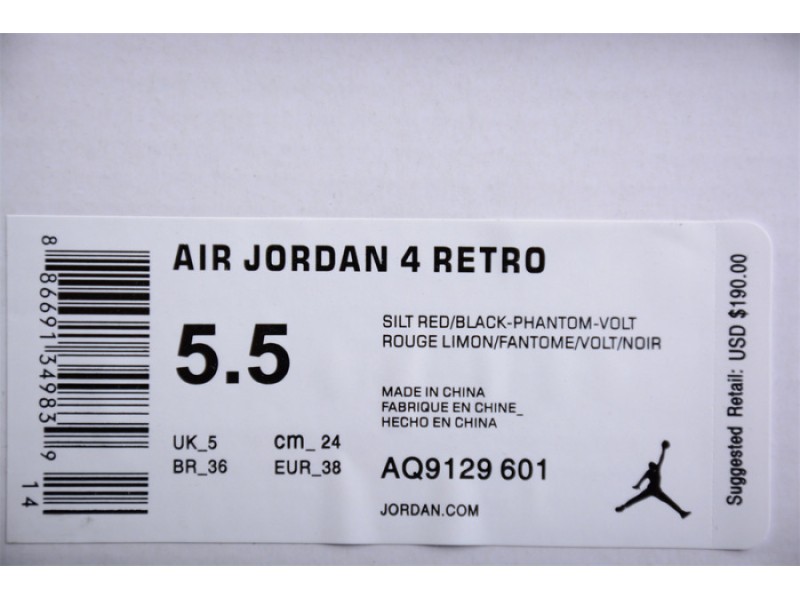 AIR JORDAN 4 RETRO
5.5
SILT RED/BLACK-PHANTOM-VOLT
ROUGE LIMON/FANTOME/VOLT/NOIR
MADE IN CHINA
FABRIQUE EN CHINE_
HECHO EN CHINA
UK_5 cm_ 24
BR_36 EUR_38
AQ9129 601
JORDAN.COM
8 86691 34983 9
14
Suggested Retail: USD $190.00